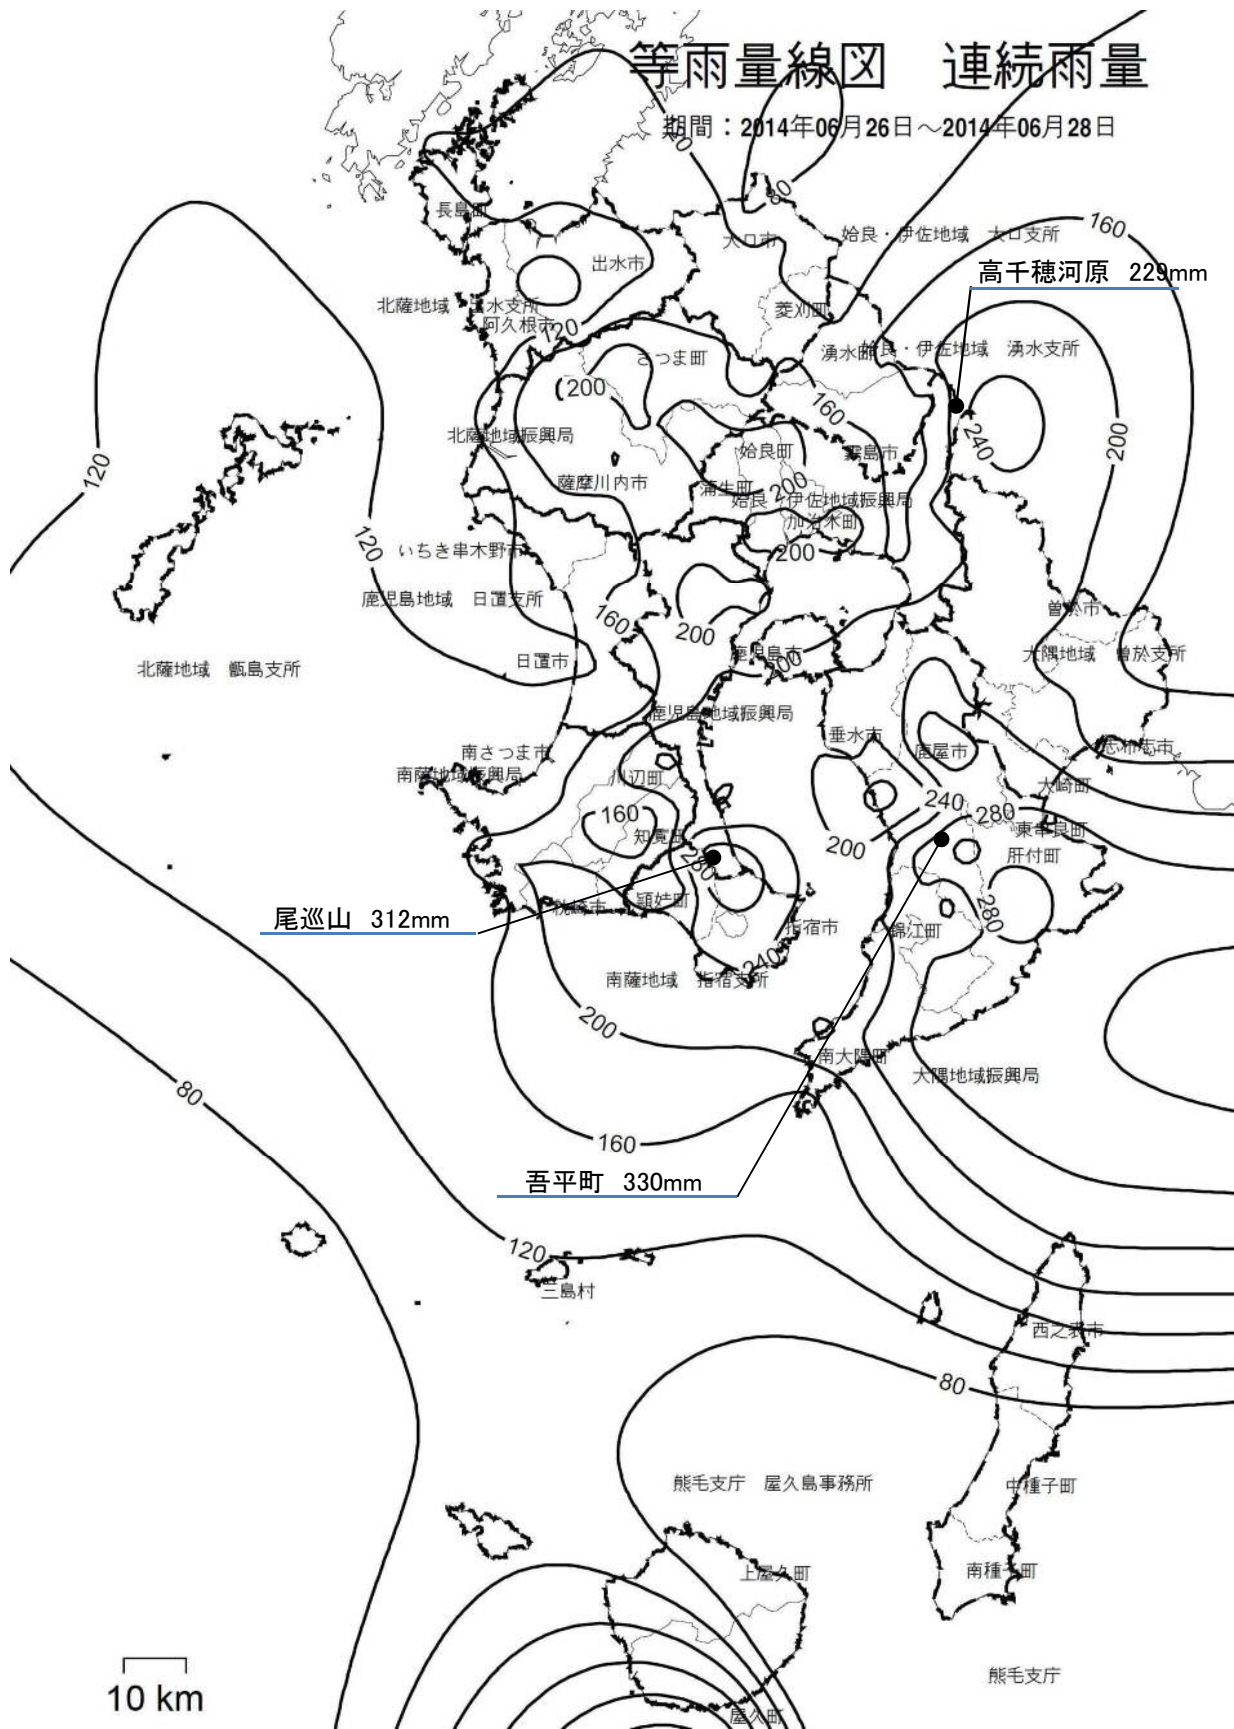 等雨量線図　連続雨量
期間：2014年06月26日～2014年06月28日
80
120
長島町
大口市
姶良・伊佐地域　大口支所
160
出水市
高千穂河原　229mm
北薩地域　出水支所
阿久根市
120
菱刈町
さつま町
湧水町
姶良・伊佐地域　湧水支所
200
160
北薩地域振興局
姶良町
霧島市
240
200
120
薩摩川内市
蒲生町
200
姶良・伊佐地域振興局
加治木町
120
いちき串木野市
200
鹿児島地域　日置支所
160
曽於市
200
日置市
鹿児島市
200
大隅地域　曽於支所
北薩地域　甑島支所
鹿児島地域振興局
垂水市
南さつま市
鹿屋市
志布志市
南薩地域振興局
川辺町
大崎町
160
240
280
知覧町
200
東串良町
280
肝付町
枕崎市
頴娃町
尾巡山　312mm
指宿市
錦江町
280
240
南薩地域　指宿支所
200
南大隅町
大隅地域振興局
80
160
吾平町　330mm
120
三島村
西之表市
80
熊毛支庁　屋久島事務所
中種子町
上屋久町
南種子町
熊毛支庁
10 km
屋久町